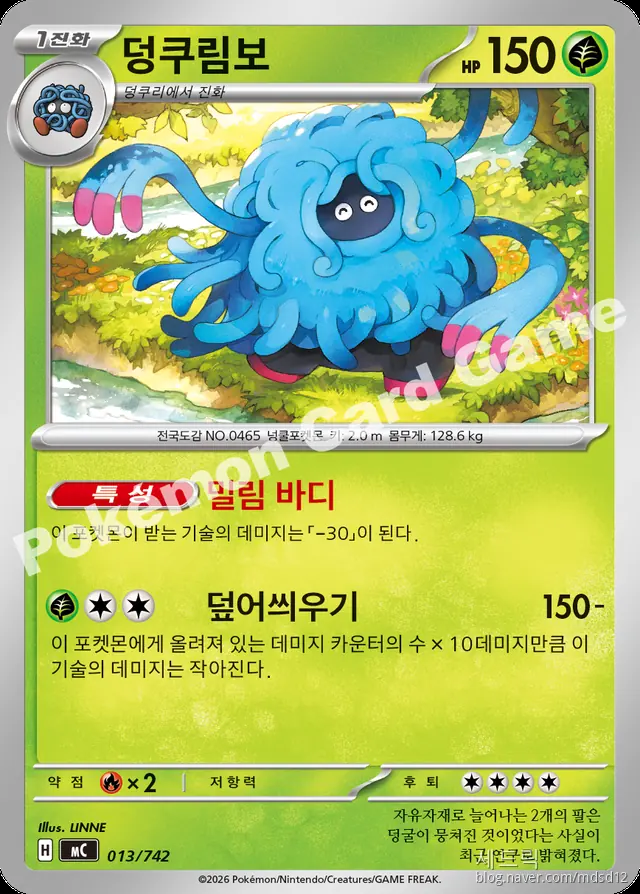 1진화
덩쿠림보
HP 150
덩쿠리에서 진화
전국도감 NO.0465 넝쿨포켓몬 키: 2.0 m 몸무게: 128.6 kg
특성 밀림 바디
이 포켓몬이 받는 기술의 데미지는 「-30」이 된다.
덮어씌우기 150-
이 포켓몬에게 올려져 있는 데미지 카운터의 수 × 10데미지만큼 이
기술의 데미지는 작아진다.
약점 ×2 저항력 후퇴
Illus. LINNE
자유자재로 늘어나는 2개의 팔은
덩굴이 뭉쳐진 것이었다는 사실이
최근 연구로 밝혀졌다.
H MC 013/742
©2026 Pokémon/Nintendo/Creatures/GAME FREAK.
Pokémon Card Game
blog.naver.com/mdsd12